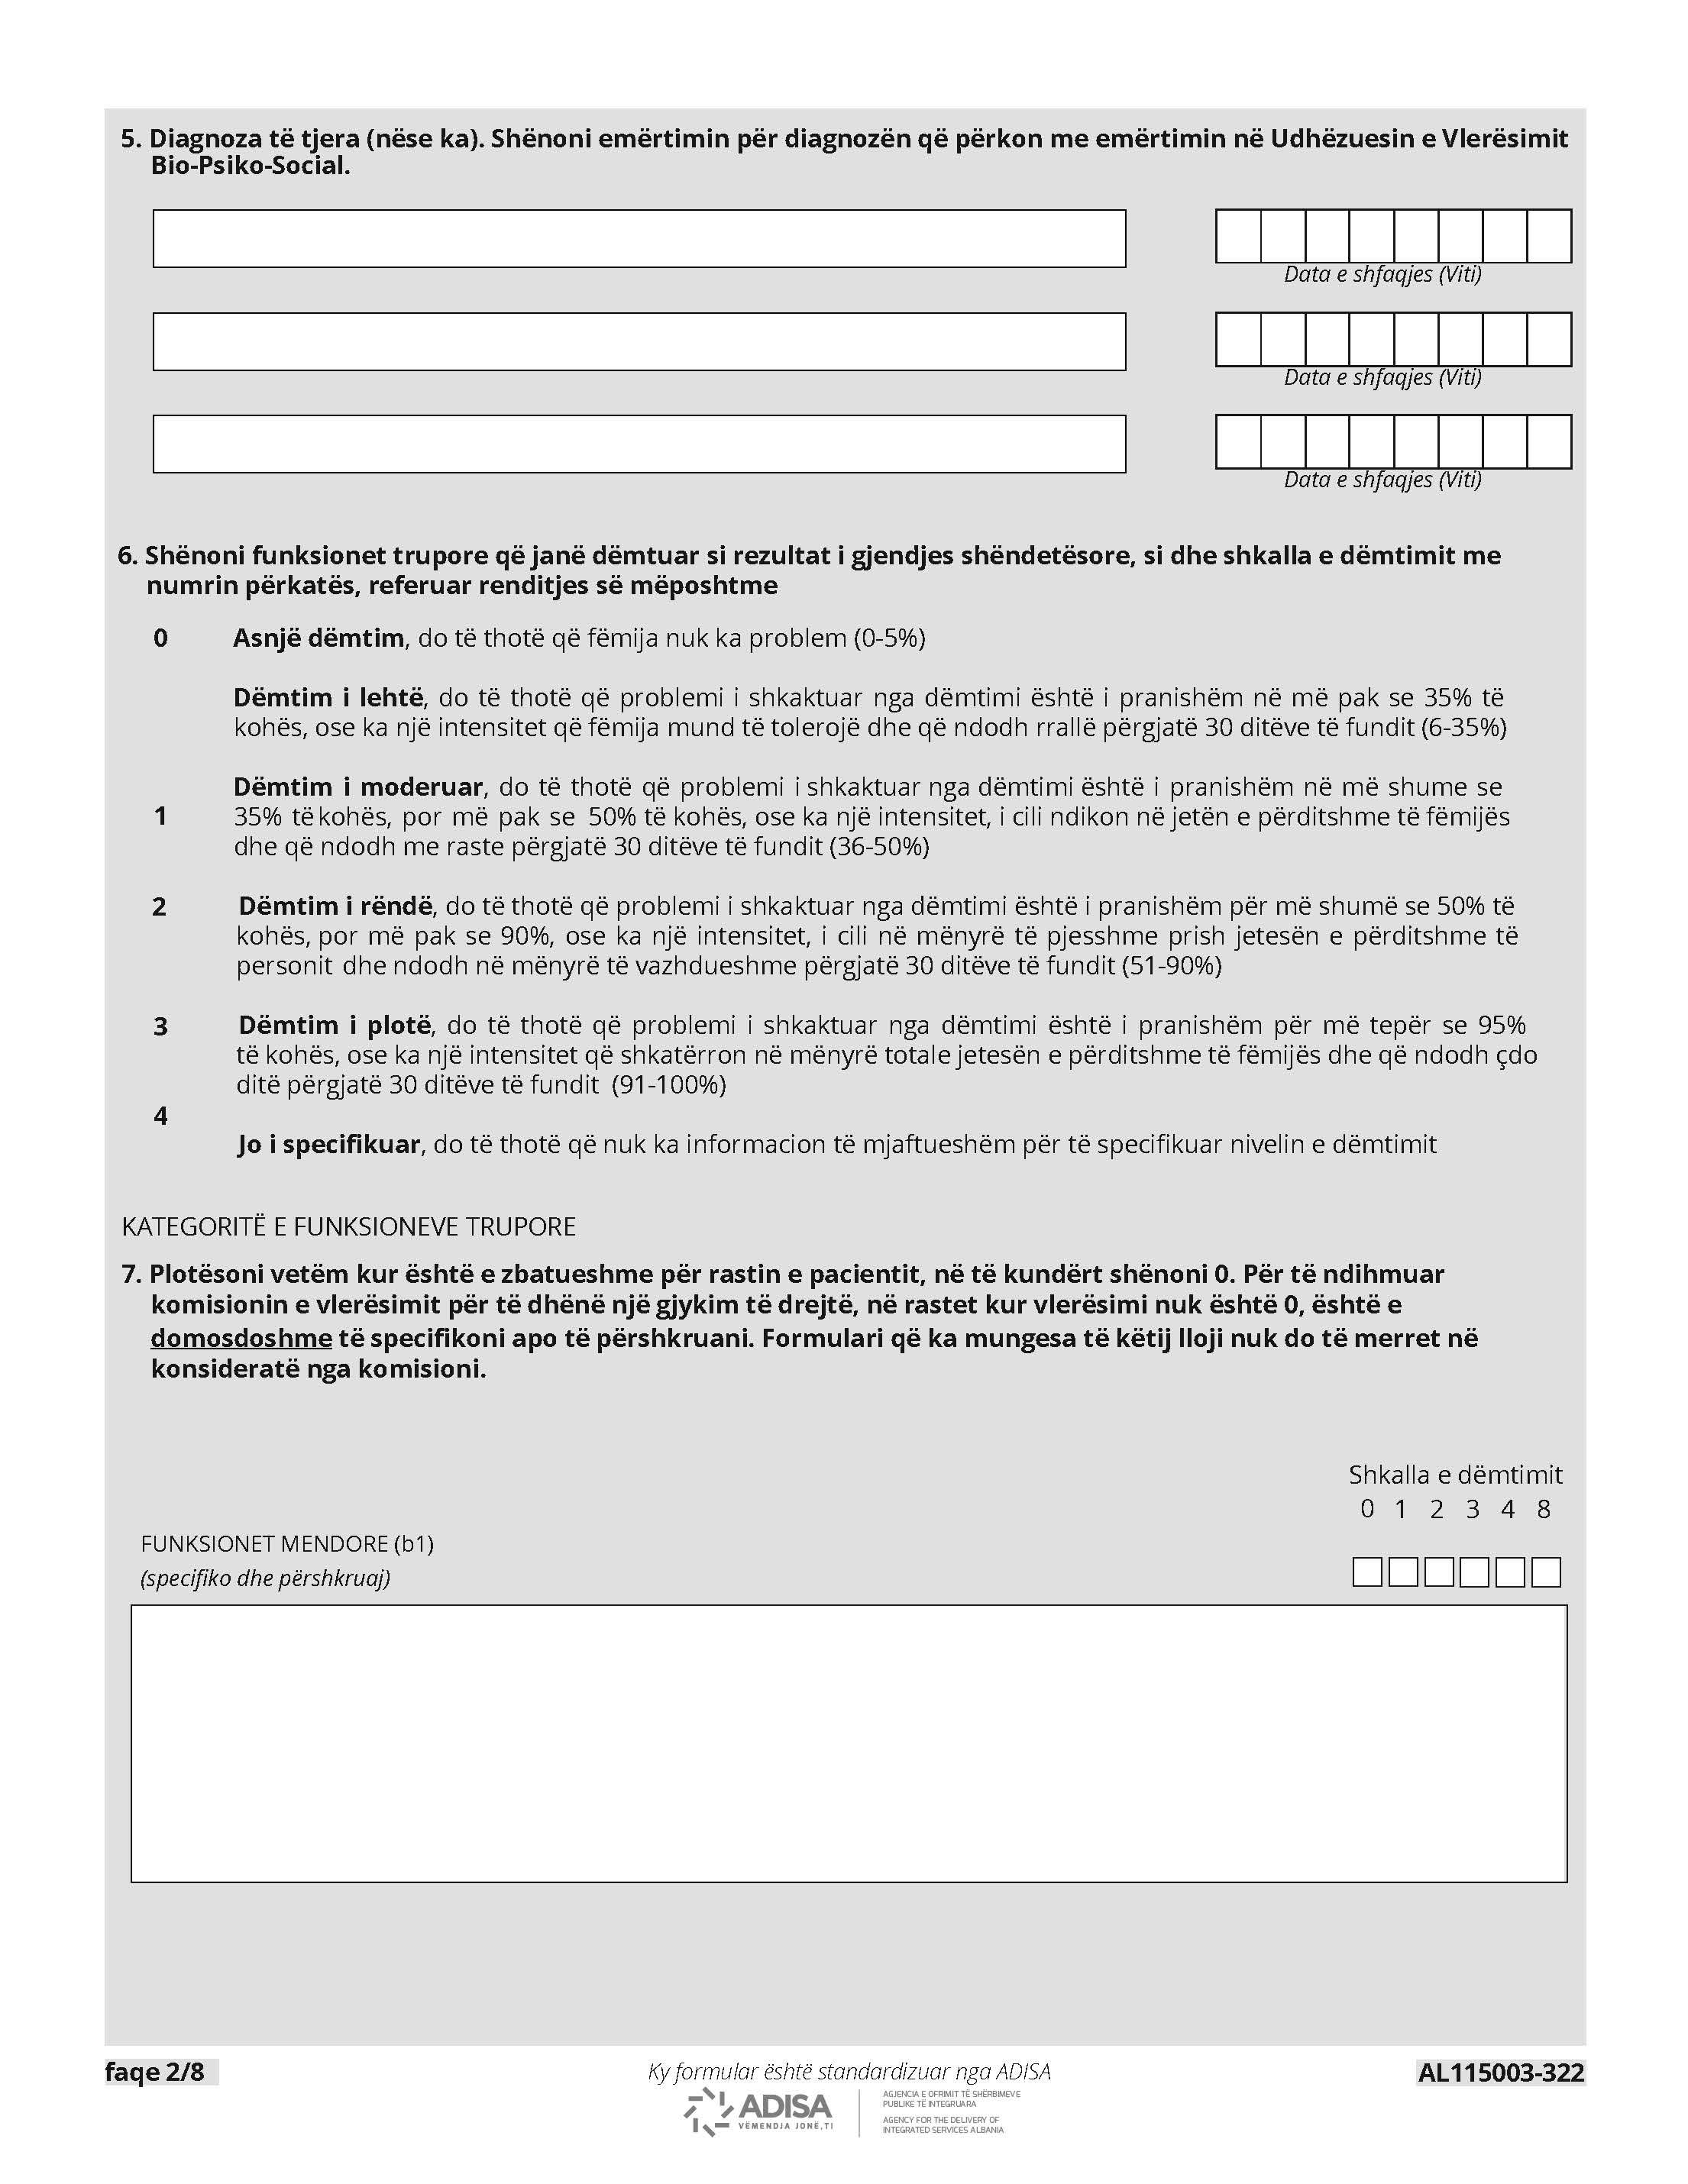 5. Diagnoza të tjera (nëse ka). Shënoni emërtimin për diagnozën që përkon me emërtimin në Udhëzuesin e Vlerësimit
Bio-Psiko-Social.
Data e shfaqjes (Viti)
Data e shfaqjes (Viti)
Data e shfaqjes (Viti)
6. Shënoni funksionet trupore që janë dëmtuar si rezultat i gjendjes shëndetësore, si dhe shkalla e dëmtimit me
numrin përkatës, referuar renditjes së mëposhtme
0 Asnjë dëmtim, do të thotë që fëmija nuk ka problem (0-5%)
Dëmtim i lehtë, do të thotë që problemi i shkaktuar nga dëmtimi është i pranishëm në më pak se 35% të
kohës, ose ka një intensitet që fëmija mund të tolerojë dhe që ndodh rrallë përgjatë 30 ditëve të fundit (6-35%)
Dëmtim i moderuar, do të thotë që problemi i shkaktuar nga dëmtimi është i pranishëm në më shume se
1 35% të kohës, por më pak se 50% të kohës, ose ka një intensitet, i cili ndikon në jetën e përditshme të fëmijës
dhe që ndodh me raste përgjatë 30 ditëve të fundit (36-50%)
2 Dëmtim i rëndë, do të thotë që problemi i shkaktuar nga dëmtimi është i pranishëm për më shumë se 50% të
kohës, por më pak se 90%, ose ka një intensitet, i cili në mënyrë të pjesshme prish jetesën e përditshme të
personit dhe ndodh në mënyrë të vazhdueshme përgjatë 30 ditëve të fundit (51-90%)
3 Dëmtim i plotë, do të thotë që problemi i shkaktuar nga dëmtimi është i pranishëm për më tepër se 95%
të kohës, ose ka një intensitet që shkatërron në mënyrë totale jetesën e përditshme të fëmijës dhe që ndodh çdo
ditë përgjatë 30 ditëve të fundit (91-100%)
4
Jo i specifikuar, do të thotë që nuk ka informacion të mjaftueshëm për të specifikuar nivelin e dëmtimit
KATEGORITË E FUNKSIONEVE TRUPORE
7. Plotësoni vetëm kur është e zbatueshme për rastin e pacientit, në të kundërt shënoni 0. Për të ndihmuar
komisionin e vlerësimit për të dhënë një gjykim të drejtë, në rastet kur vlerësimi nuk është 0, është e
domosdoshme të specifikoni apo të përshkruani. Formulari që ka mungesa të këtij lloji nuk do të merret në
konsideratë nga komisioni.
Shkalla e dëmtimit
0 1 2 3 4 8
FUNKSIONET MENDORE (b1)
(specifiko dhe përshkruaj)
faqe 2/8
Ky formular është standardizuar nga ADISA
AL115003-322
ADISA
VËMENDJA JONË,TI
AGJENCIA E OFRIMIT TË SHËRBIMEVE
PUBLIKE TË INTEGRUARA
AGENCY FOR THE DELIVERY OF
INTEGRATED SERVICES ALBANIA